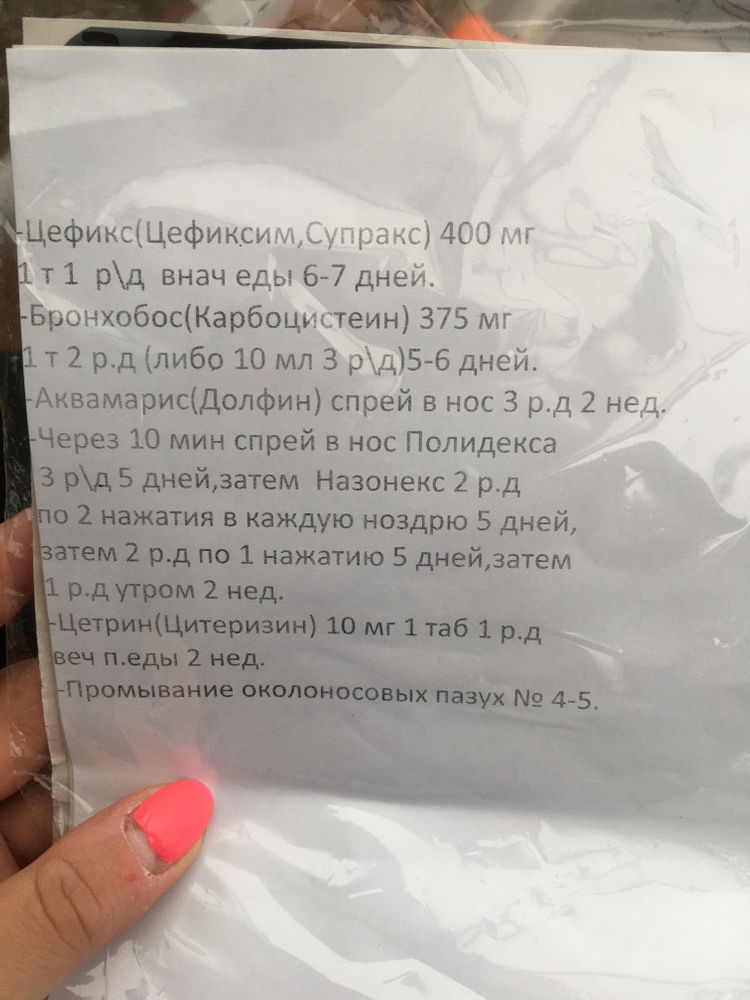 -Цефикс(Цефиксим,Супракс) 400 мг
1 т 1 р\д внач еды 6-7 дней.
-Бронхобос(Карбоцистеин) 375 мг
1 т 2 р.д (либо 10 мл 3 р\д)5-6 дней.
-Аквамарис(Долфин) спрей в нос 3 р.д 2 нед.
-Через 10 мин спрей в нос Полидекса
3 р\д 5 дней,затем Назонекс 2 р.д
по 2 нажатия в каждую ноздрю 5 дней,
затем 2 р.д по 1 нажатию 5 дней,затем
1 р.д утром 2 нед.
-Цетрин(Цитеризин) 10 мг 1 таб 1 р.д
веч п.еды 2 нед.
-Промывание околоносовых пазух № 4-5.